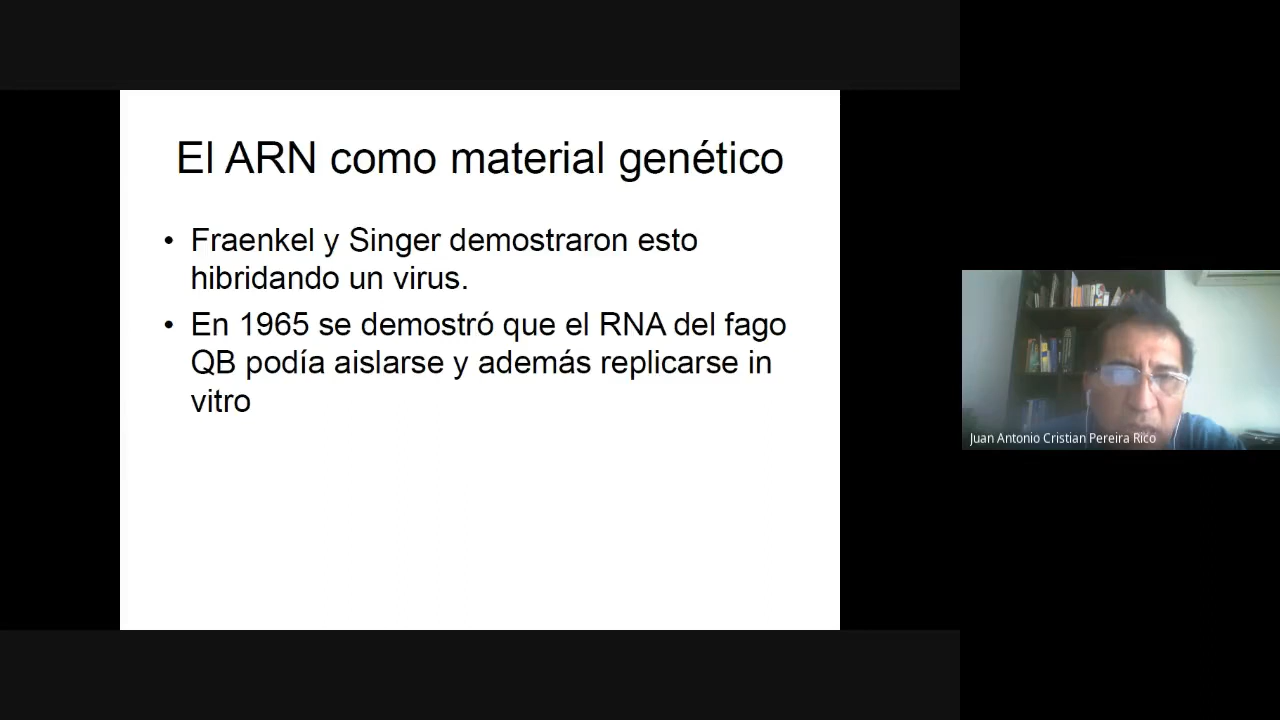 El ARN como material genético
• Fraenkel y Singer demostraron esto
hibridando un virus.
• En 1965 se demostró que el RNA del fago
QB podía aislarse y además replicarse in
vitro
Juan Antonio Cristian Pereira Rico